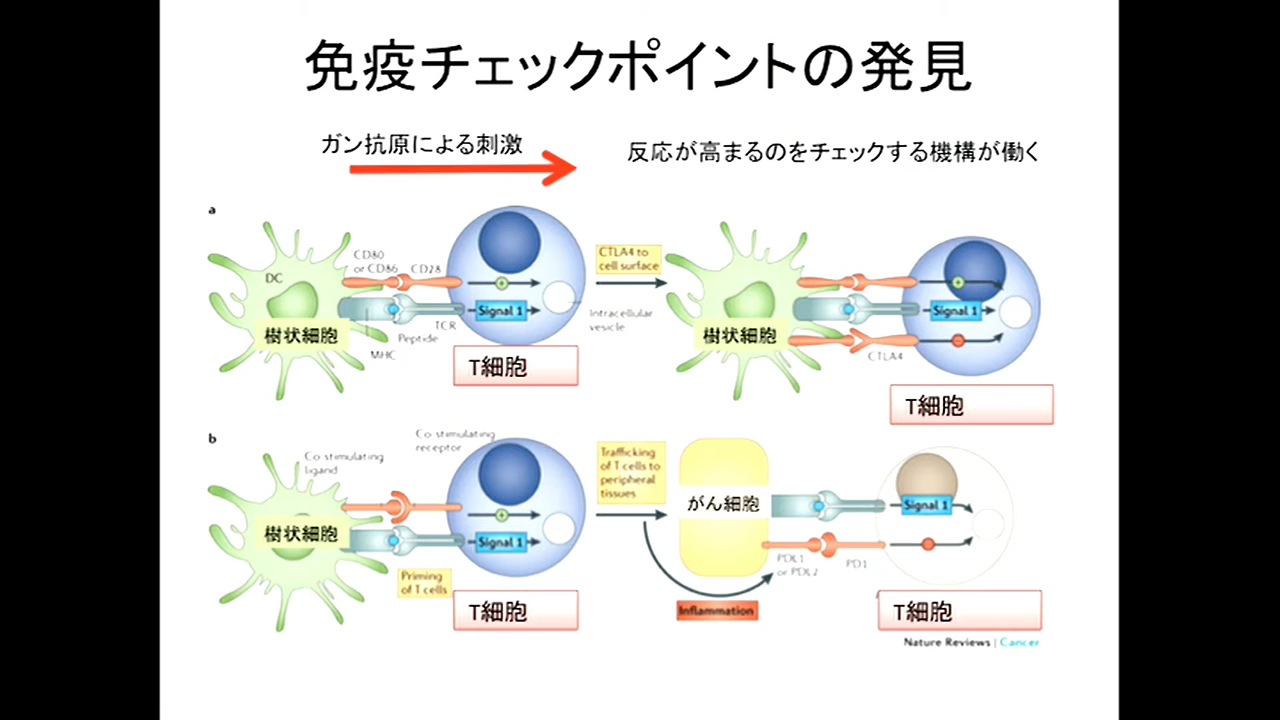 免疫チェックポイントの発見
ガン抗原による刺激
反応が高まるのをチェックする機構が働く
a
DC
CD80
or CD86
CD28
Signal 1
樹状細胞
TCR
Peptide
MHC
T細胞
CTLA4 to
cell surface
Intracellular
vesicle
Signal 1
樹状細胞
CTLA4
T細胞
b
Co stimulating
ligand
Co stimulating
receptor
樹状細胞
Signal 1
Priming
of T cells
T細胞
Trafficking
of T cells to
peripheral
tissues
がん細胞
Signal 1
PDL1
or PDL2
PD1
Inflammation
T細胞
Nature Reviews | Cancer